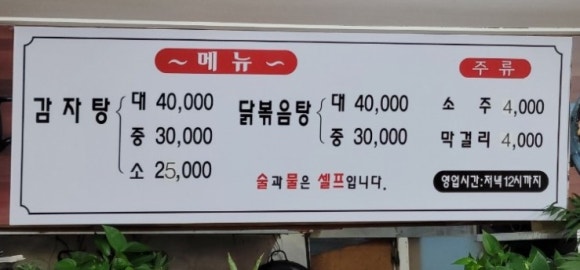 ~ 메 뉴 ~
감자탕 대 40,000
중 30,000
소 25,000
닭볶음탕 대 40,000
중 30,000
술과 물은 셀프입니다.
주 류
소 주 4,000
막걸리 4,000
영업시간:저녁12시까지